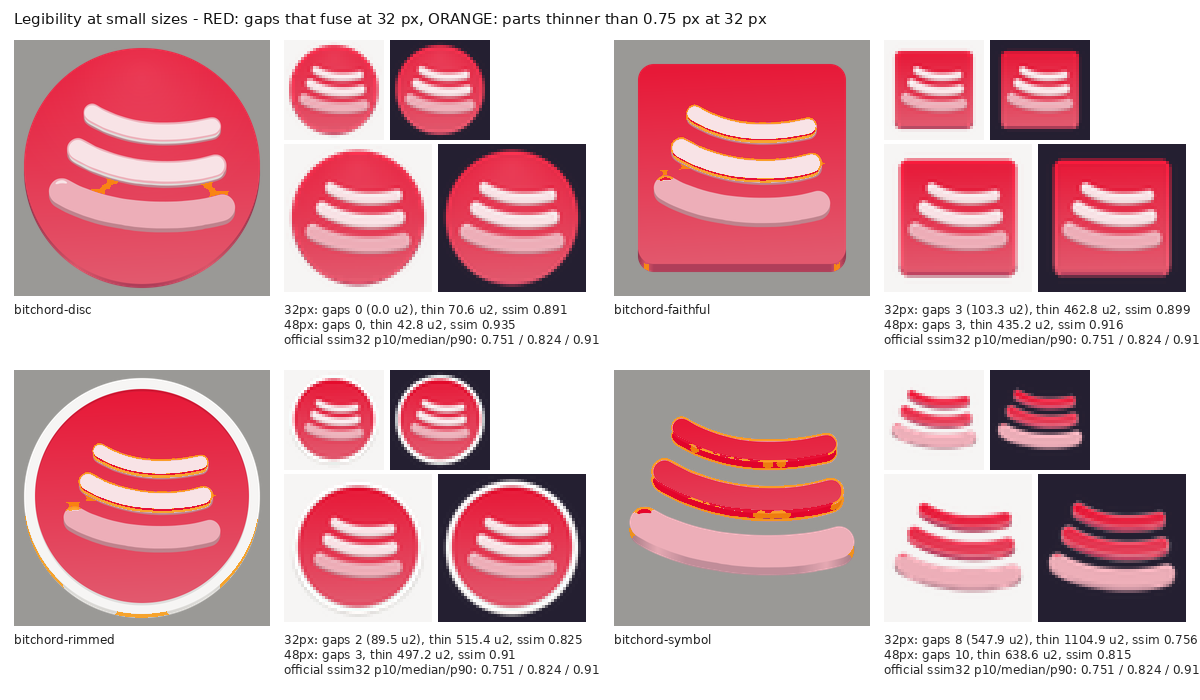 Legibility at small sizes - RED: gaps that fuse at 32 px, ORANGE: parts thinner than 0.75 px at 32 px
bitchord-disc
32px: gaps 0 (0.0 u2), thin 70.6 u2, ssim 0.891
48px: gaps 0, thin 42.8 u2, ssim 0.935
official ssim32 p10/median/p90: 0.751 / 0.824 / 0.91
bitchord-faithful
32px: gaps 3 (103.3 u2), thin 462.8 u2, ssim 0.899
48px: gaps 3, thin 435.2 u2, ssim 0.916
official ssim32 p10/median/p90: 0.751 / 0.824 / 0.91
bitchord-rimmed
32px: gaps 2 (89.5 u2), thin 515.4 u2, ssim 0.825
48px: gaps 3, thin 497.2 u2, ssim 0.91
official ssim32 p10/median/p90: 0.751 / 0.824 / 0.91
bitchord-symbol
32px: gaps 8 (547.9 u2), thin 1104.9 u2, ssim 0.756
48px: gaps 10, thin 638.6 u2, ssim 0.815
official ssim32 p10/median/p90: 0.751 / 0.824 / 0.91